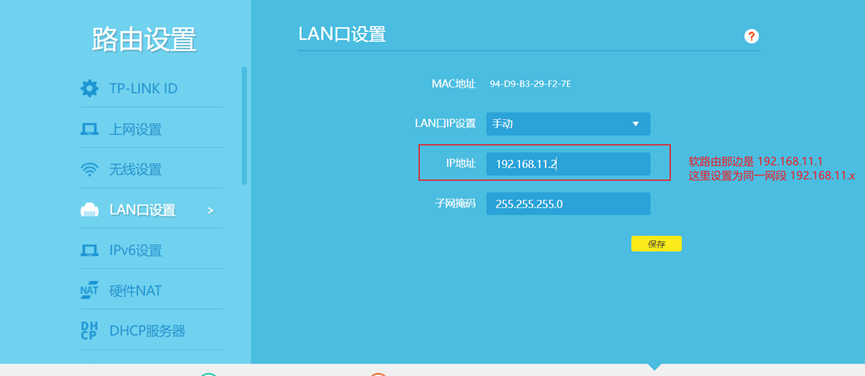 路由设置
TP-LINK ID
上网设置
无线设置
LAN口设置 >
IPv6设置
NAT 硬件NAT
DHCP DHCP服务器
LAN口设置
?
MAC地址 94-D9-B3-29-F2-7E
LAN口IP设置 手动
IP地址 192.168.11.2
软路由那边是 192.168.11.1
这里设置为同一网段 192.168.11.x
子网掩码 255.255.255.0
保存